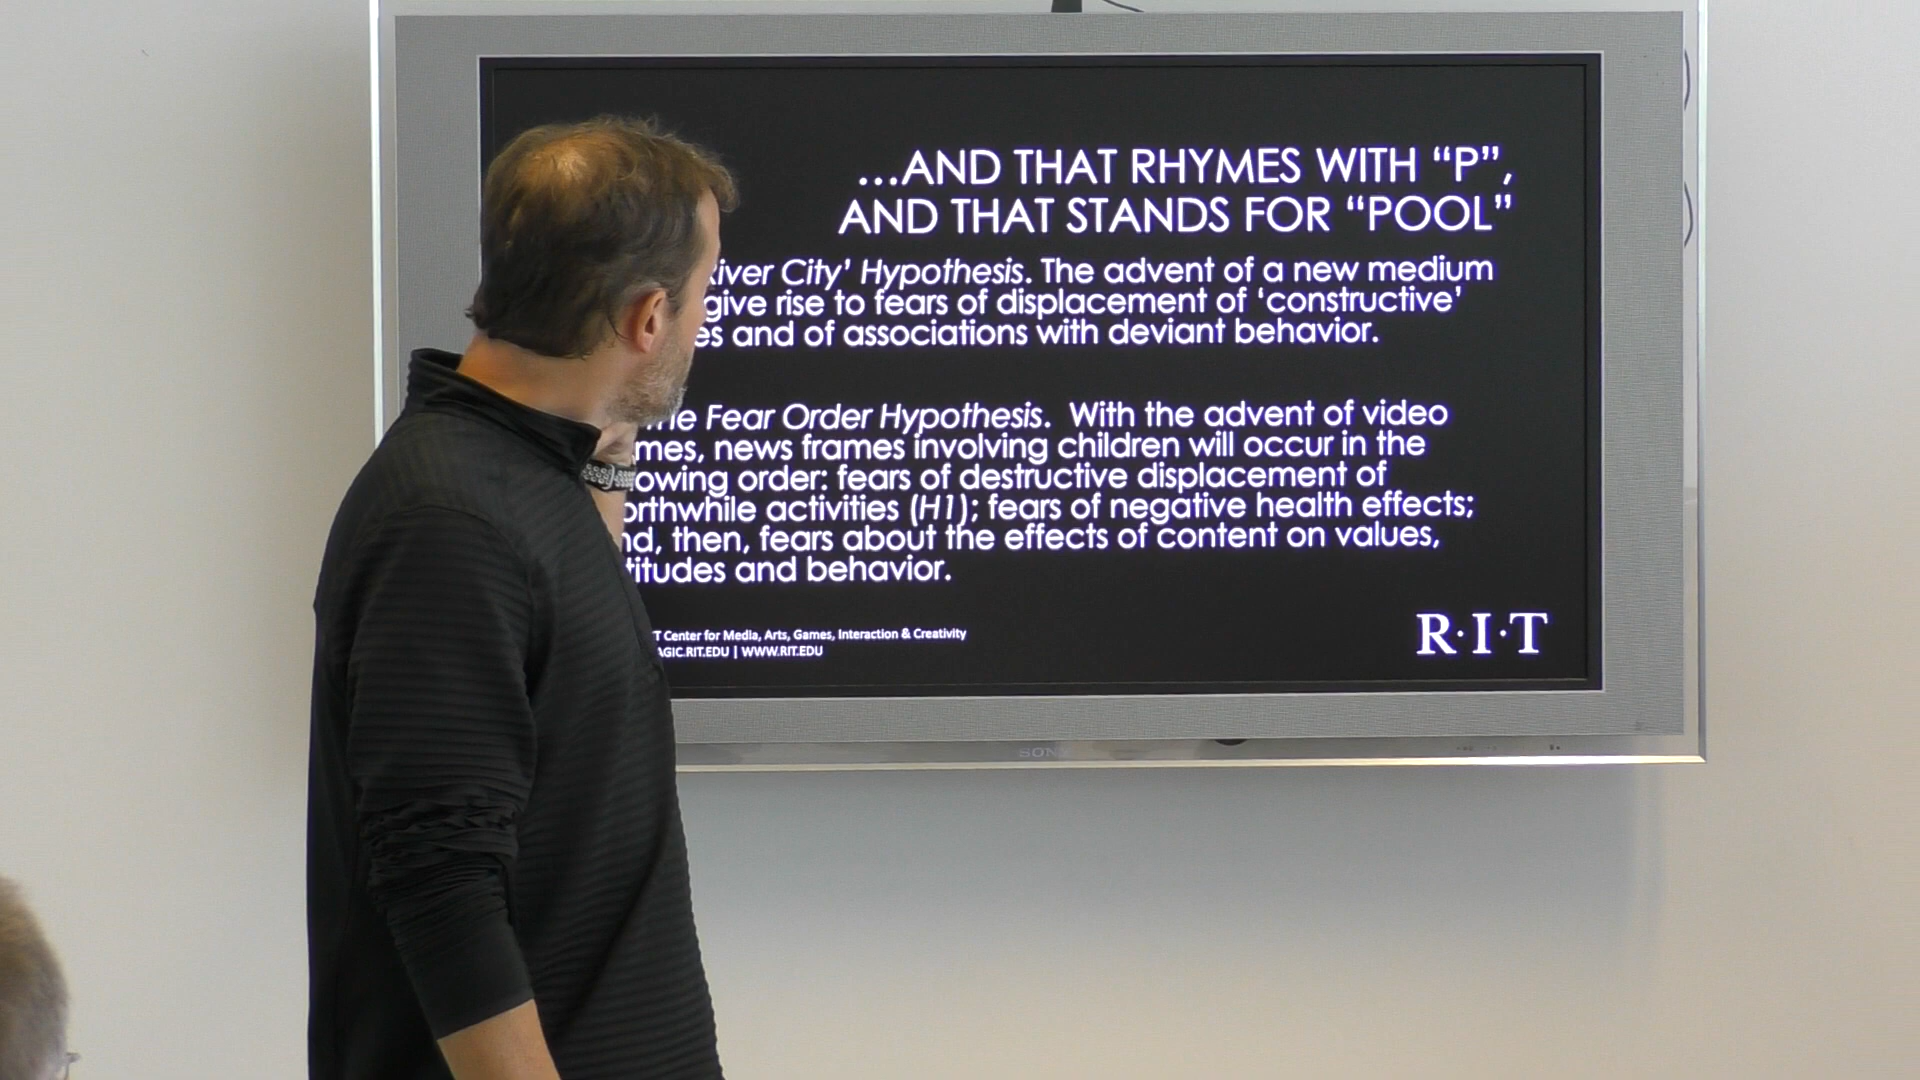 …AND THAT RHYMES WITH “P”,
AND THAT STANDS FOR “POOL”
River City’ Hypothesis. The advent of a new medium
give rise to fears of displacement of ‘constructive’
es and of associations with deviant behavior.
he Fear Order Hypothesis. With the advent of video
mes, news frames involving children will occur in the
owing order: fears of destructive displacement of
orthwhile activities (H1); fears of negative health effects;
nd, then, fears about the effects of content on values,
titudes and behavior.
T Center for Media, Arts, Games, Interaction & Creativity
AGIC.RIT.EDU | WWW.RIT.EDU
R·I·T
SONY